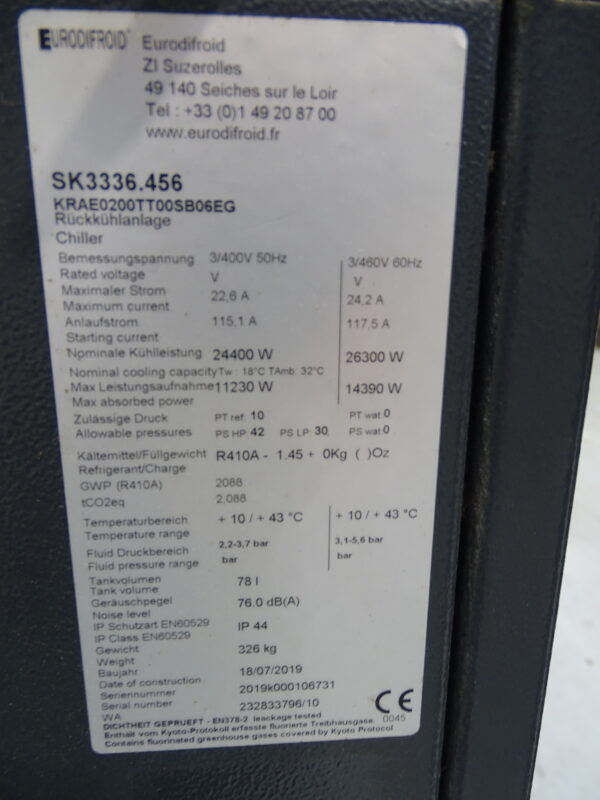 EURODIFROID Eurodifroid
ZI Suzerolles
49 140 Seiches sur le Loir
Tel : +33 (0)1 49 20 87 00
www.eurodifroid.fr
SK3336.456
KRAE0200TT00SB06EG
Rückkühlanlage
Chiller
Bemessungspannung 3/400V 50Hz 3/460V 60Hz
Rated voltage V V
Maximaler Strom 22,6 A 24,2 A
Maximum current
Anlaufstrom 115,1 A 117,5 A
Starting current
Npminale Kühlleistung 24400 W 26300 W
Nominal cooling capacity Tw : 18°C TAmb: 32°C
Max Leistungsaufnahme 11230 W 14390 W
Max absorbed power
Zulässige Druck PT ref: 10 PT wat: 0
Allowable pressures PS HP: 42 PS LP: 30 PS wat: 0
Kältemittel/Füllgewicht R410A - 1.45 + 0Kg ( )Oz
Refrigerant/Charge
GWP (R410A) 2088
tCO2eq 2,088
Temperaturbereich + 10 / + 43 °C + 10 / + 43 °C
Temperature range
Fluid Druckbereich 2,2-3,7 bar 3,1-5,6 bar
Fluid pressure range bar bar
Tankvolumen 78 l
Tank volume
Geräuschpegel 76.0 dB(A)
Noise level
IP Schutzart EN60529 IP 44
IP Class EN60529
Gewicht 326 kg
Weight
Baujahr 18/07/2019
Date of construction
Seriennummer 2019k000106731
Serial number 232833796/10
WA CE
DICHTHEIT GEPRUEFT - EN378-2 leackage tested 0045
Enthält vom Kyoto-Protokoll erfasste fluorierte Treibhausgase.
Contains fluorinated greenhouse gases covered by Kyoto Protocol